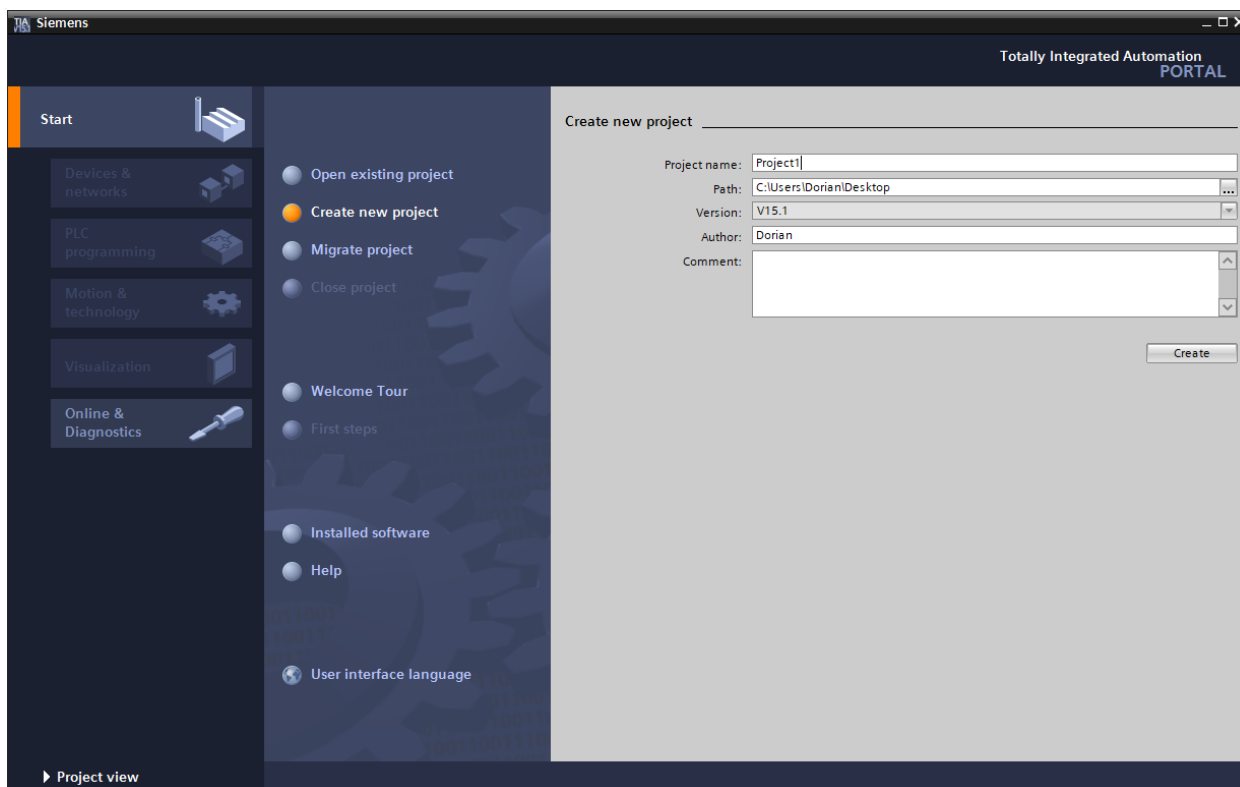 Siemens
Totally Integrated Automation
PORTAL
Start
Devices &
networks
PLC
programming
Motion &
technology
Visualization
Online &
Diagnostics
Open existing project
Create new project
Migrate project
Close project
Welcome Tour
First steps
Installed software
Help
User interface language
Create new project
Project name: Project1
Path: C:\Users\Dorian\Desktop ...
Version: V15.1
Author: Dorian
Comment:
Create
Project view